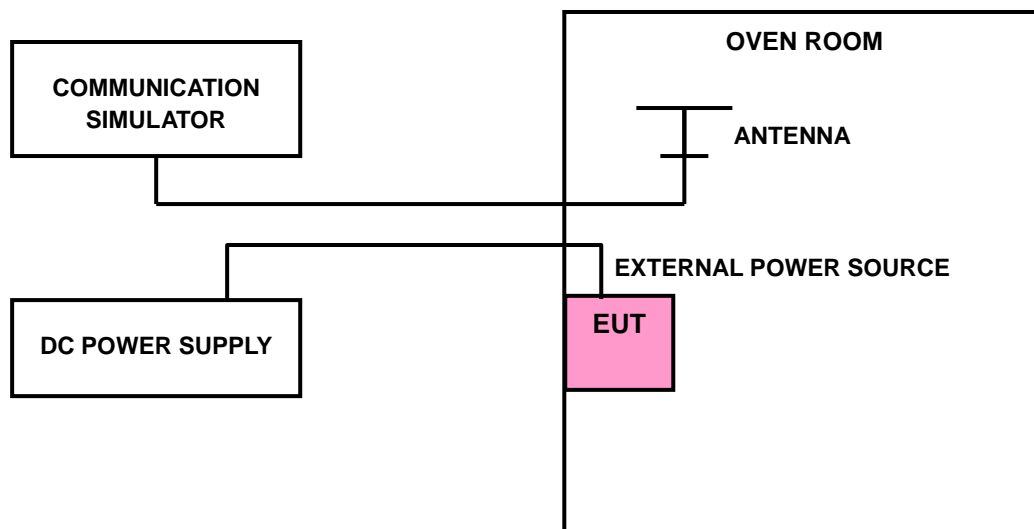 OVEN ROOM
COMMUNICATION
SIMULATOR
ANTENNA
EXTERNAL POWER SOURCE
EUT
DC POWER SUPPLY